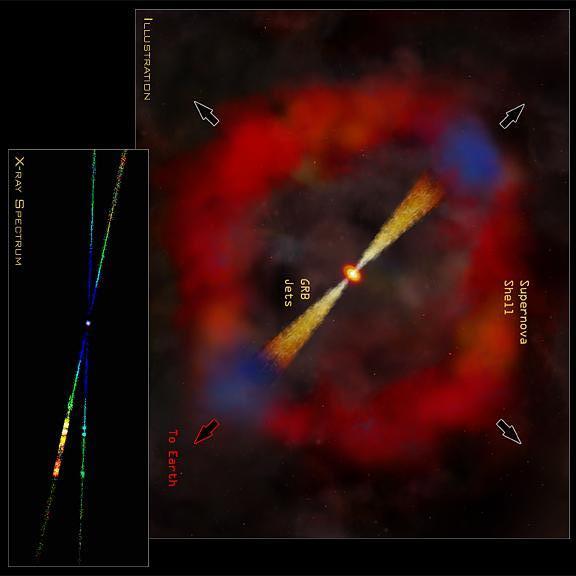 ILLUSTRATION
Supernova
Shell
GRB
Jets
To Earth
X-RAY SPECTRUM